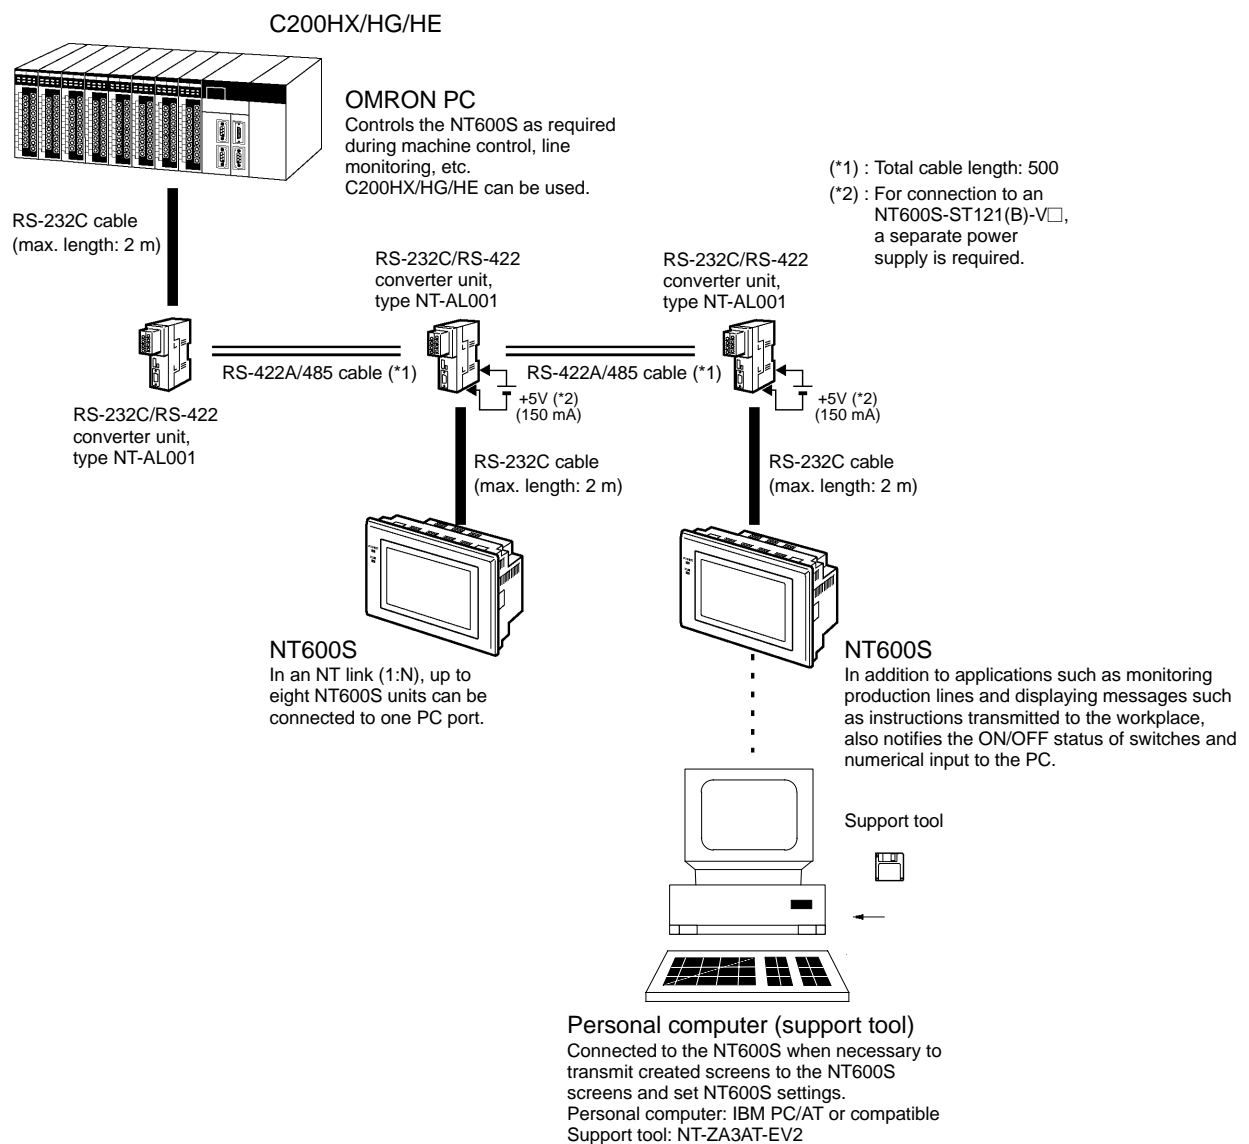 C200HX/HG/HE
OMRON PC
Controls the NT600S as required
during machine control, line
monitoring, etc.
C200HX/HG/HE can be used.
(*1) : Total cable length: 500
(*2) : For connection to an
NT600S-ST121(B)-V□,
a separate power
supply is required.
RS-232C cable
(max. length: 2 m)
RS-232C/RS-422
converter unit,
type NT-AL001
RS-232C/RS-422
converter unit,
type NT-AL001
RS-422A/485 cable (*1)
RS-422A/485 cable (*1)
+5V (*2)
(150 mA)
+5V (*2)
(150 mA)
RS-232C/RS-422
converter unit,
type NT-AL001
RS-232C cable
(max. length: 2 m)
RS-232C cable
(max. length: 2 m)
NT600S
In an NT link (1:N), up to
eight NT600S units can be
connected to one PC port.
NT600S
In addition to applications such as monitoring
production lines and displaying messages such
as instructions transmitted to the workplace,
also notifies the ON/OFF status of switches and
numerical input to the PC.
Support tool
Personal computer (support tool)
Connected to the NT600S when necessary to
transmit created screens to the NT600S
screens and set NT600S settings.
Personal computer: IBM PC/AT or compatible
Support tool: NT-ZA3AT-EV2